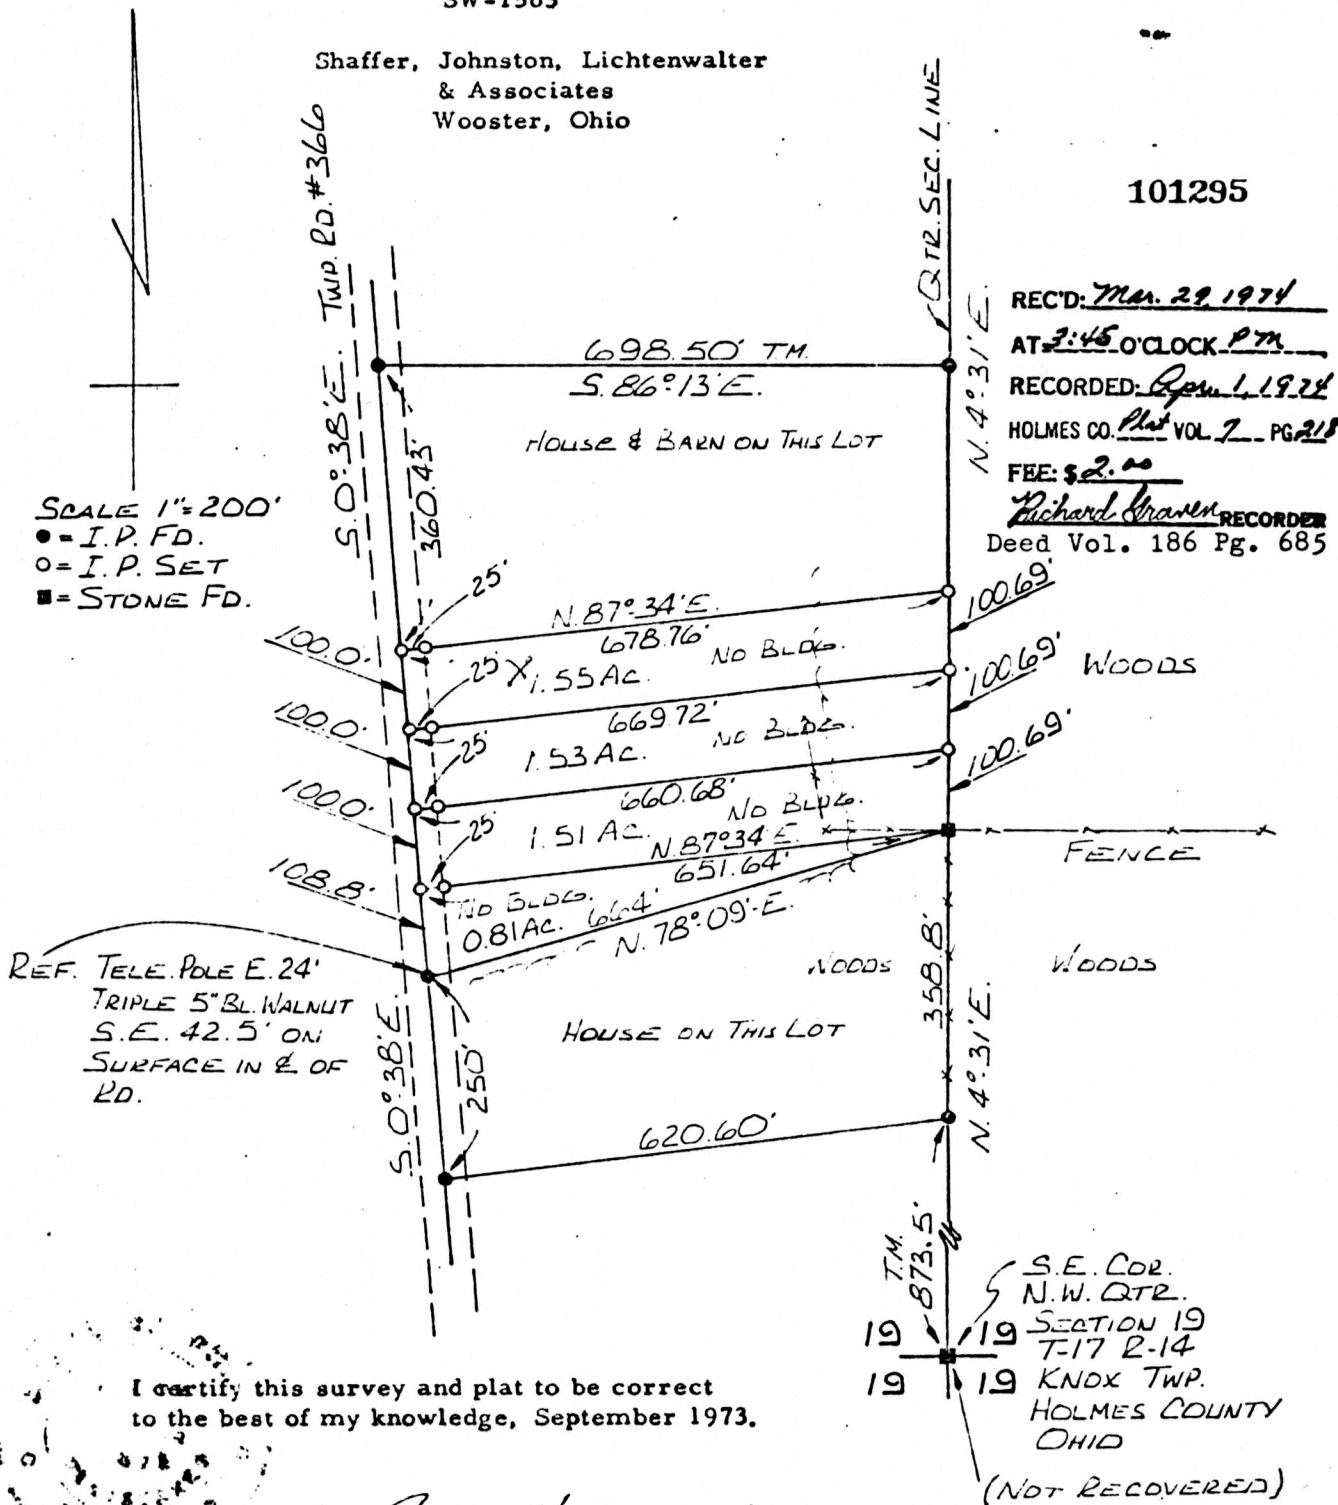 SW-1563
Shaffer, Johnston, Lichtenwalter
& Associates
Wooster, Ohio
TWP. RD. #366
QTR. SEC. LINE
101295
REC'D: Mar. 29, 1974
AT 2:45 O'CLOCK P M
RECORDED: Apr. 1, 1974
HOLMES CO. Plat VOL 7 PG 218
FEE: $ 2.00
Richard Graven RECORDER
Deed Vol. 186 Pg. 685
698.50' T.M.
S. 86°-13' E.
HOUSE & BARN ON THIS LOT
S. 0°-38' E.
360.43'
N. 4°-31' E.
SCALE 1"=200'
● = I.P. FD.
○ = I.P. SET
■ = STONE FD.
25'
N. 87°-34' E.
678.76'
100.69'
100.0'
25'
1.55 AC.
NO BLDG.
WOODS
669.72'
100.69'
100.0'
25'
1.53 AC.
NO BLDG.
660.68'
100.69'
100.0'
25'
1.51 AC.
NO BLDG.
N. 87°34' E.
651.64'
FENCE
108.8'
NO BLDG.
0.81 AC. 664'
N. 78°-09'-E.
REF. TELE. POLE E. 24'
TRIPLE 5" BL. WALNUT
S.E. 42.5' ON
SURFACE IN ℄ OF
RD.
WOODS
358.8'
WOODS
HOUSE ON THIS LOT
S. 0°-38' E.
250'
N. 4°-31' E.
620.60'
T.M.
873.5'
S.E. COR.
N.W. QTR.
SECTION 19
T-17 R-14
KNOX TWP.
HOLMES COUNTY
OHIO
(NOT RECOVERED)
19 19
19 19
I certify this survey and plat to be correct
to the best of my knowledge, September 1973.